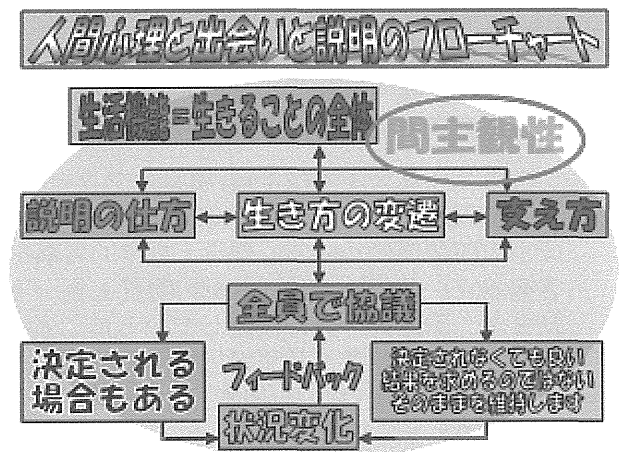 人間心理と出会いと説明のフローチャート
生活機能=生きることの全体
間主観性
説明の仕方
生き方の変遷
支え方
全員で協議
決定される
場合もある
フィードバック
決定されなくても良い
結果を求めるのではない
そのままを維持します
状況変化